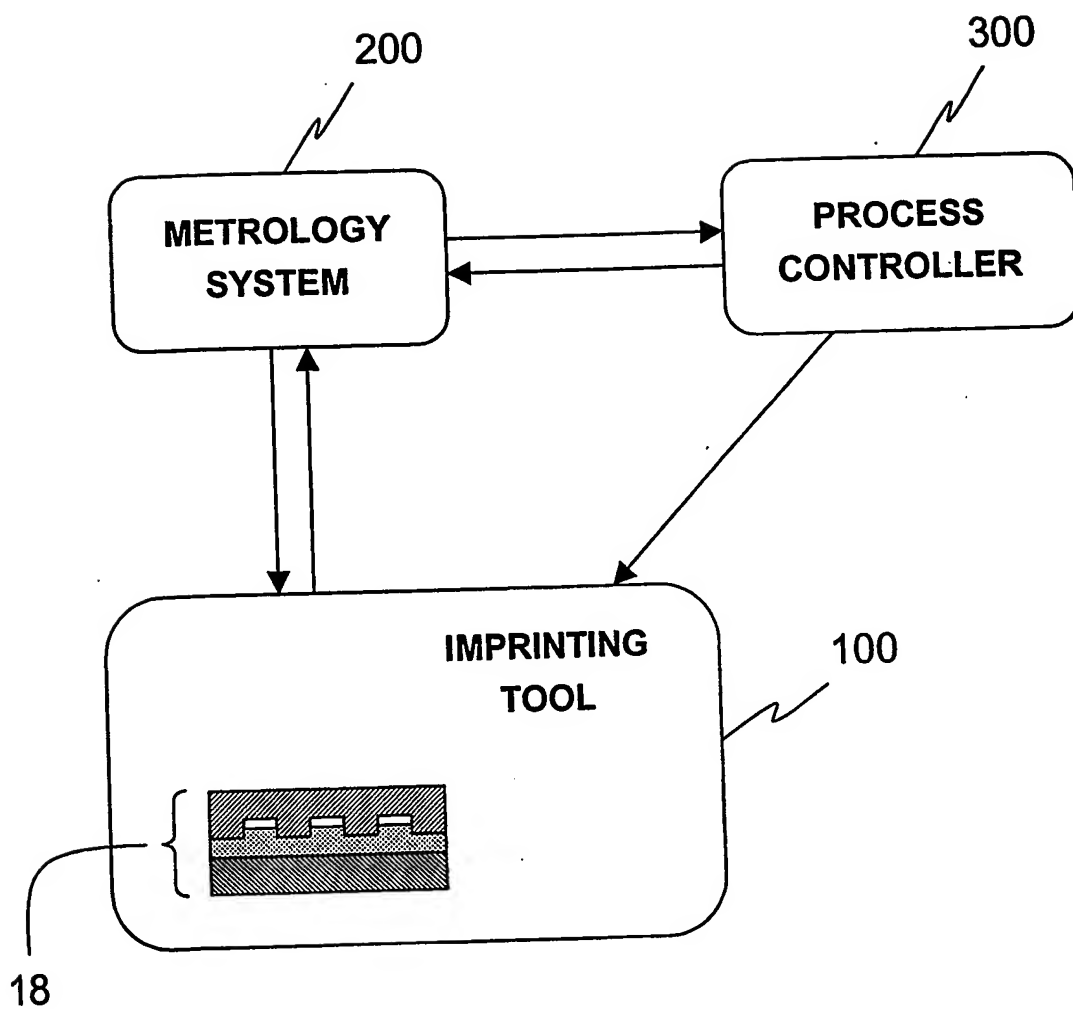 200
300
METROLOGY
SYSTEM
PROCESS
CONTROLLER
IMPRINTING
TOOL
100
18